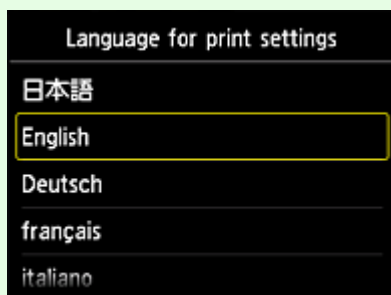 Language for print settings
日本語
English
Deutsch
français
italiano